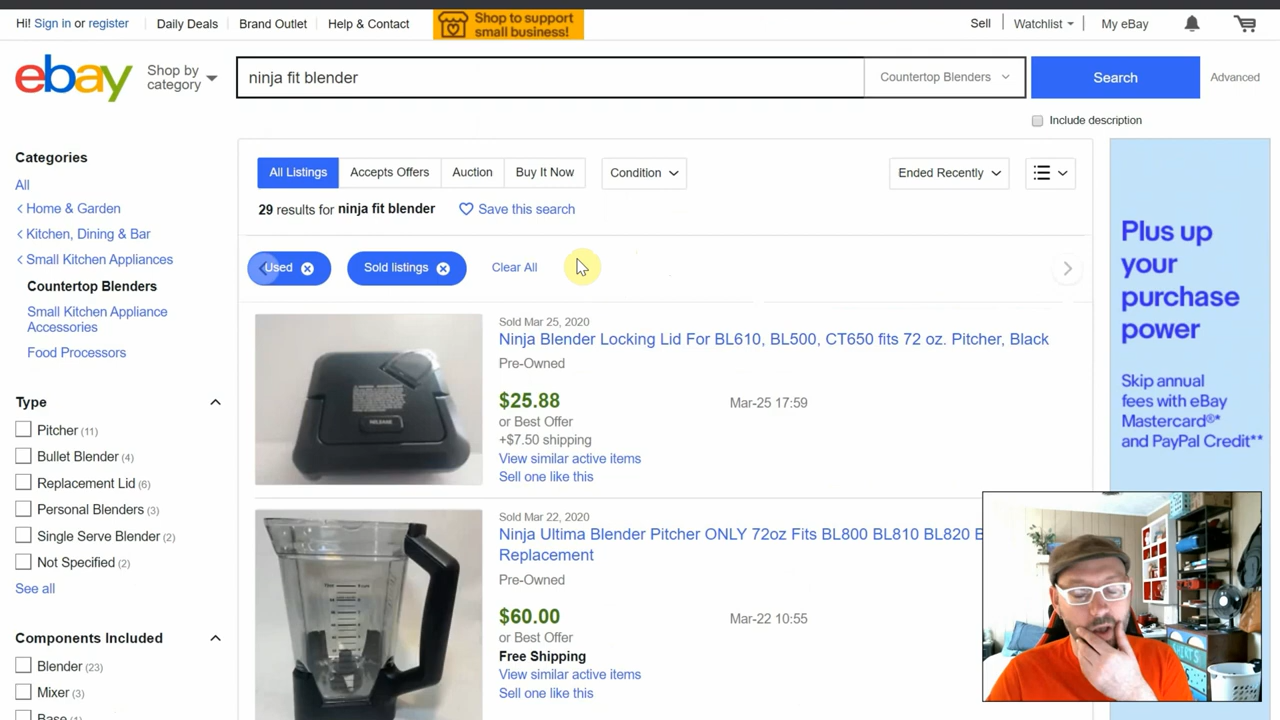 Hi! Sign in or register
Daily Deals
Brand Outlet
Help & Contact
Shop to support
small business!
Sell
Watchlist
My eBay
ebay
Shop by
category
ninja fit blender
Countertop Blenders
Search
Advanced
Include description
Categories
All
Home & Garden
Kitchen, Dining & Bar
Small Kitchen Appliances
Countertop Blenders
Small Kitchen Appliance
Accessories
Food Processors
Type
Pitcher (11)
Bullet Blender (4)
Replacement Lid (6)
Personal Blenders (3)
Single Serve Blender (2)
Not Specified (2)
See all
Components Included
Blender (23)
Mixer (3)
Base (1)
All Listings
Accepts Offers
Auction
Buy It Now
Condition
Ended Recently
29 results for ninja fit blender
Save this search
Used
Sold listings
Clear All
Sold Mar 25, 2020
Ninja Blender Locking Lid For BL610, BL500, CT650 fits 72 oz. Pitcher, Black
Pre-Owned
$25.88
Mar-25 17:59
or Best Offer
+$7.50 shipping
View similar active items
Sell one like this
RELEASE
Sold Mar 22, 2020
Ninja Ultima Blender Pitcher ONLY 72oz Fits BL800 BL810 BL820 B
Replacement
Pre-Owned
$60.00
Mar-22 10:55
or Best Offer
Free Shipping
View similar active items
Sell one like this
Plus up
your
purchase
power
Skip annual
fees with eBay
Mastercard®*
and PayPal Credit**